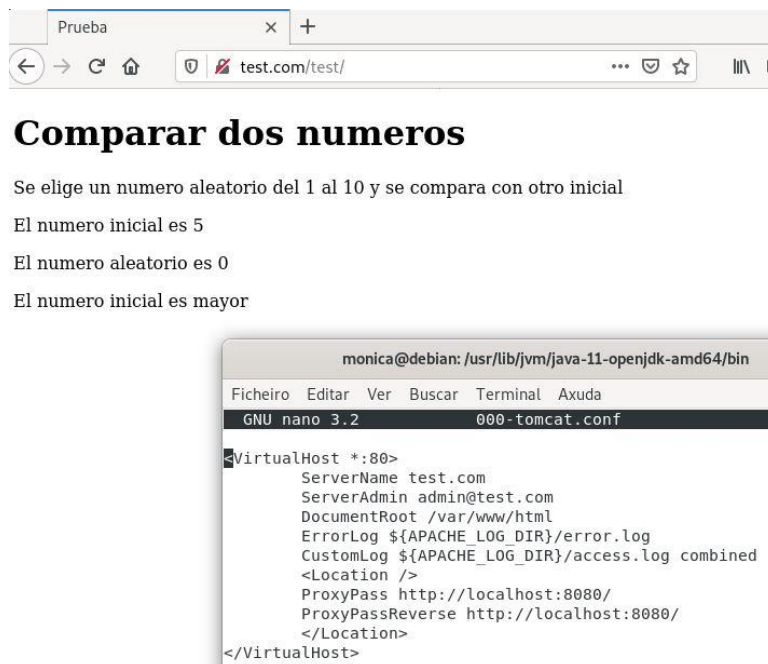 Prueba
test.com/test/
Comparar dos numeros
Se elige un numero aleatorio del 1 al 10 y se compara con otro inicial
El numero inicial es 5
El numero aleatorio es 0
El numero inicial es mayor
monica@debian: /usr/lib/jvm/java-11-openjdk-amd64/bin
Ficheiro Editar Ver Buscar Terminal Axuda
GNU nano 3.2 000-tomcat.conf
<VirtualHost *:80>
ServerName test.com
ServerAdmin admin@test.com
DocumentRoot /var/www/html
ErrorLog ${APACHE_LOG_DIR}/error.log
CustomLog ${APACHE_LOG_DIR}/access.log combined
<Location />
ProxyPass http://localhost:8080/
ProxyPassReverse http://localhost:8080/
</Location>
</VirtualHost>